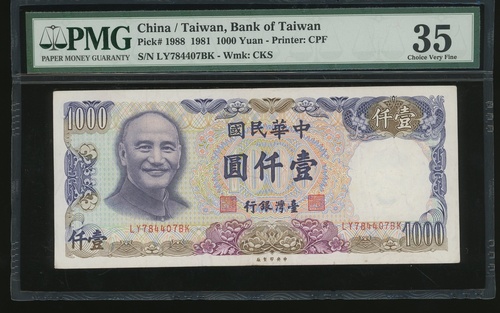 PMG
PAPER MONEY GUARANTY
China / Taiwan, Bank of Taiwan
Pick# 1988 1981 1000 Yuan - Printer: CPF
S/N LY784407BK - Wmk: CKS
35
Choice Very Fine
1000
仟壹
國民華中
圓仟壹
行銀灣臺
LY784407BK
LY784407BK
仟壹
1000